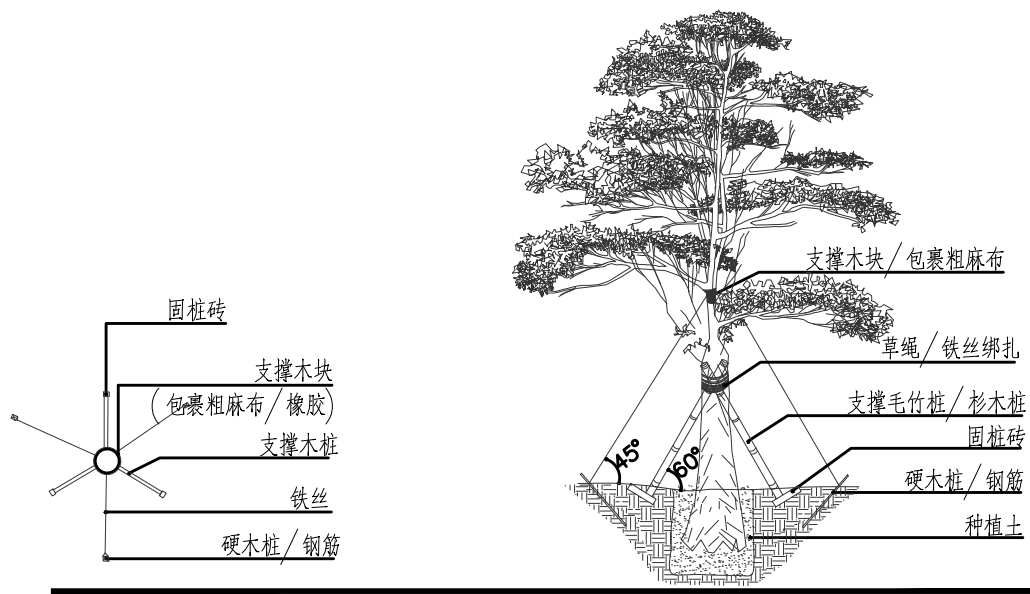 固桩砖
支撑木块
(包裹粗麻布/橡胶)
支撑木桩
铁丝
硬木桩/钢筋
支撑木块/包裹粗麻布
草绳/铁丝绑扎
支撑毛竹桩/杉木桩
固桩砖
硬木桩/钢筋
种植土
45°
60°